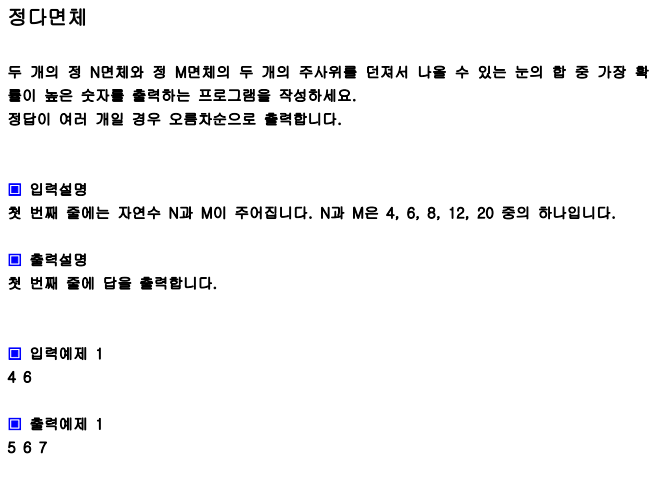 정다면체
두 개의 정 N면체와 정 M면체의 두 개의 주사위를 던져서 나올 수 있는 눈의 합 중 가장 확
률이 높은 숫자를 출력하는 프로그램을 작성하세요.
정답이 여러 개일 경우 오름차순으로 출력합니다.
▣ 입력설명
첫 번째 줄에는 자연수 N과 M이 주어집니다. N과 M은 4, 6, 8, 12, 20 중의 하나입니다.
▣ 출력설명
첫 번째 줄에 답을 출력합니다.
▣ 입력예제 1
4 6
▣ 출력예제 1
5 6 7